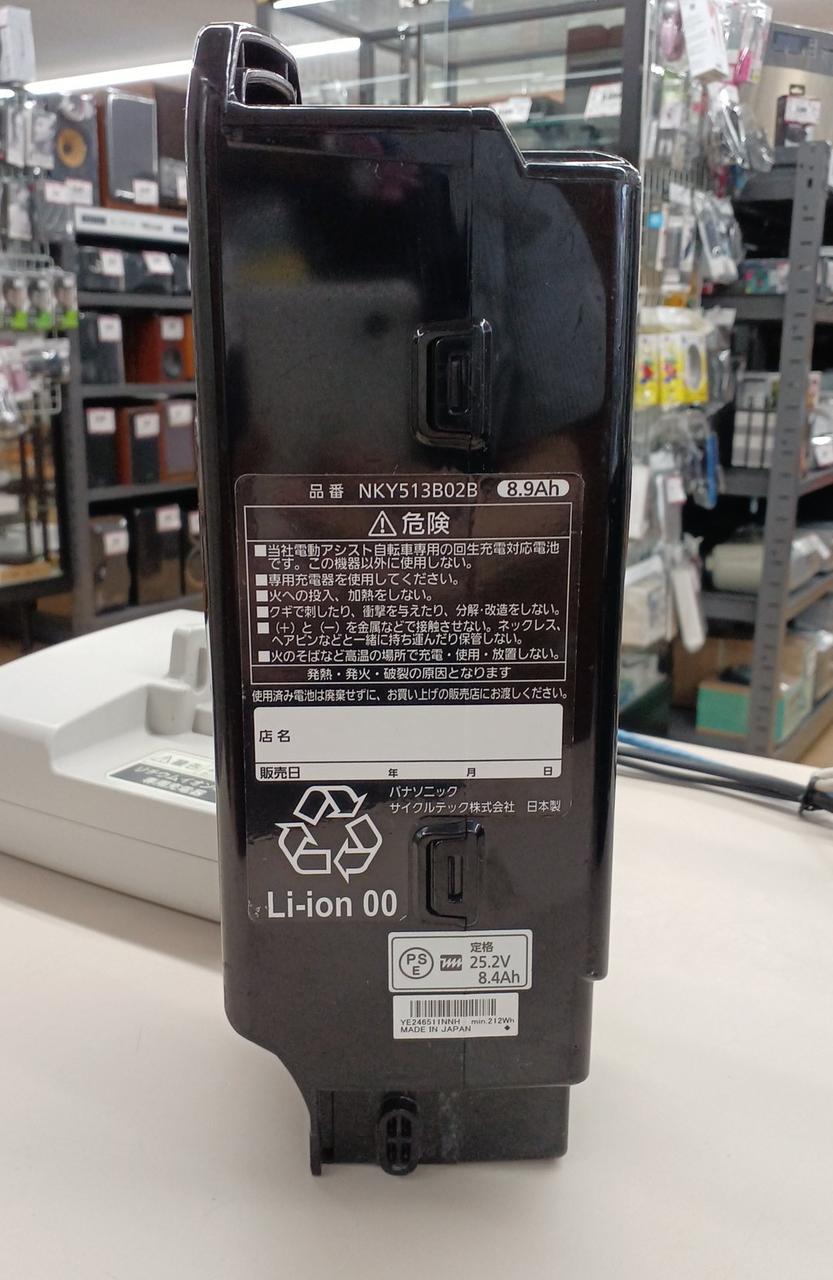 品番 NKY513B02B 8.9Ah
危険
■当社電動アシスト自転車専用の回生充電対応電池
です。この機器以外に使用しない。
■専用充電器を使用してください。
■火への投入、加熱をしない。
■クギで刺したり、衝撃を与えたり、分解・改造をしない。
■(+)と(−)を金属などで接触させない。ネックレス、
ヘアピンなどと一緒に持ち運んだり保管しない。
■火のそばなど高温の場所で充電・使用・放置しない。
発熱・発火・破裂の原因となります
使用済み電池は廃棄せずに、お買い上げの販売店にお渡しください。
店名
販売日 年 月 日
パナソニック
サイクルテック株式会社 日本製
Li-ion 00
PS
E
定格
25.2V
8.4Ah
YE246511NNH min.212Wh
MADE IN JAPAN